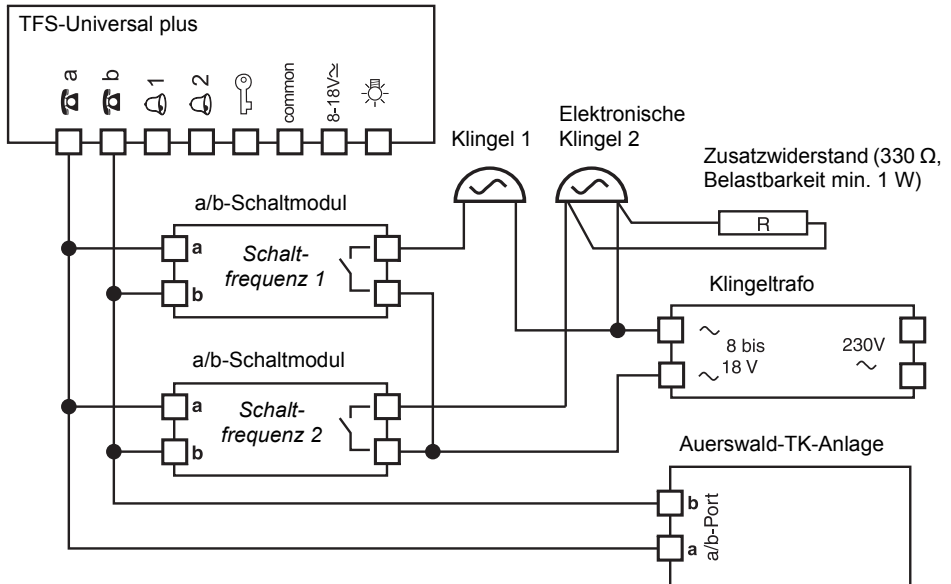 TFS-Universal plus
a
b
1
2
common
8-18V≃
Klingel 1
Elektronische
Klingel 2
Zusatzwiderstand (330 Ω,
Belastbarkeit min. 1 W)
R
a/b-Schaltmodul
a
b
Schalt-
frequenz 1
Klingeltrafo
∼
8 bis
18 V
∼
230V
∼
a/b-Schaltmodul
a
b
Schalt-
frequenz 2
Auerswald-TK-Anlage
b
a
a/b-Port